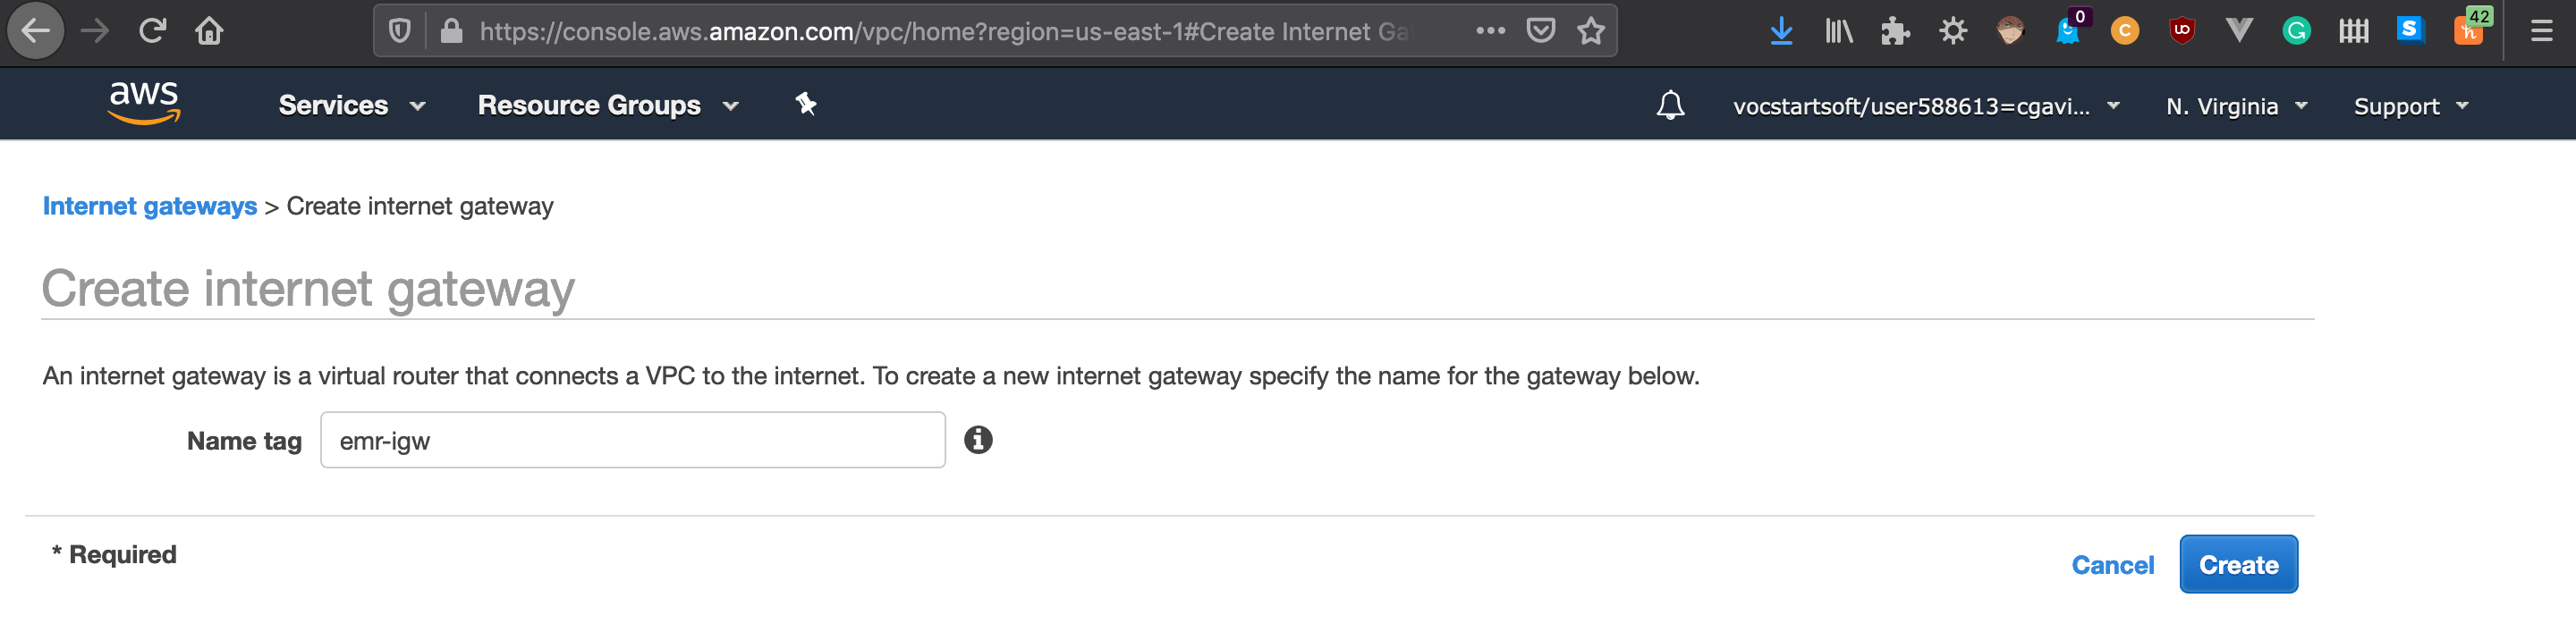 https://console.aws.amazon.com/vpc/home?region=us-east-1#Create Internet Ga
0
C
uo
G
S
h
42
aws
Services
Resource Groups
vocstartsoft/user588613=cgavi...
N. Virginia
Support
Internet gateways > Create internet gateway
Create internet gateway
An internet gateway is a virtual router that connects a VPC to the internet. To create a new internet gateway specify the name for the gateway below.
Name tag
emr-igw
* Required
Cancel
Create